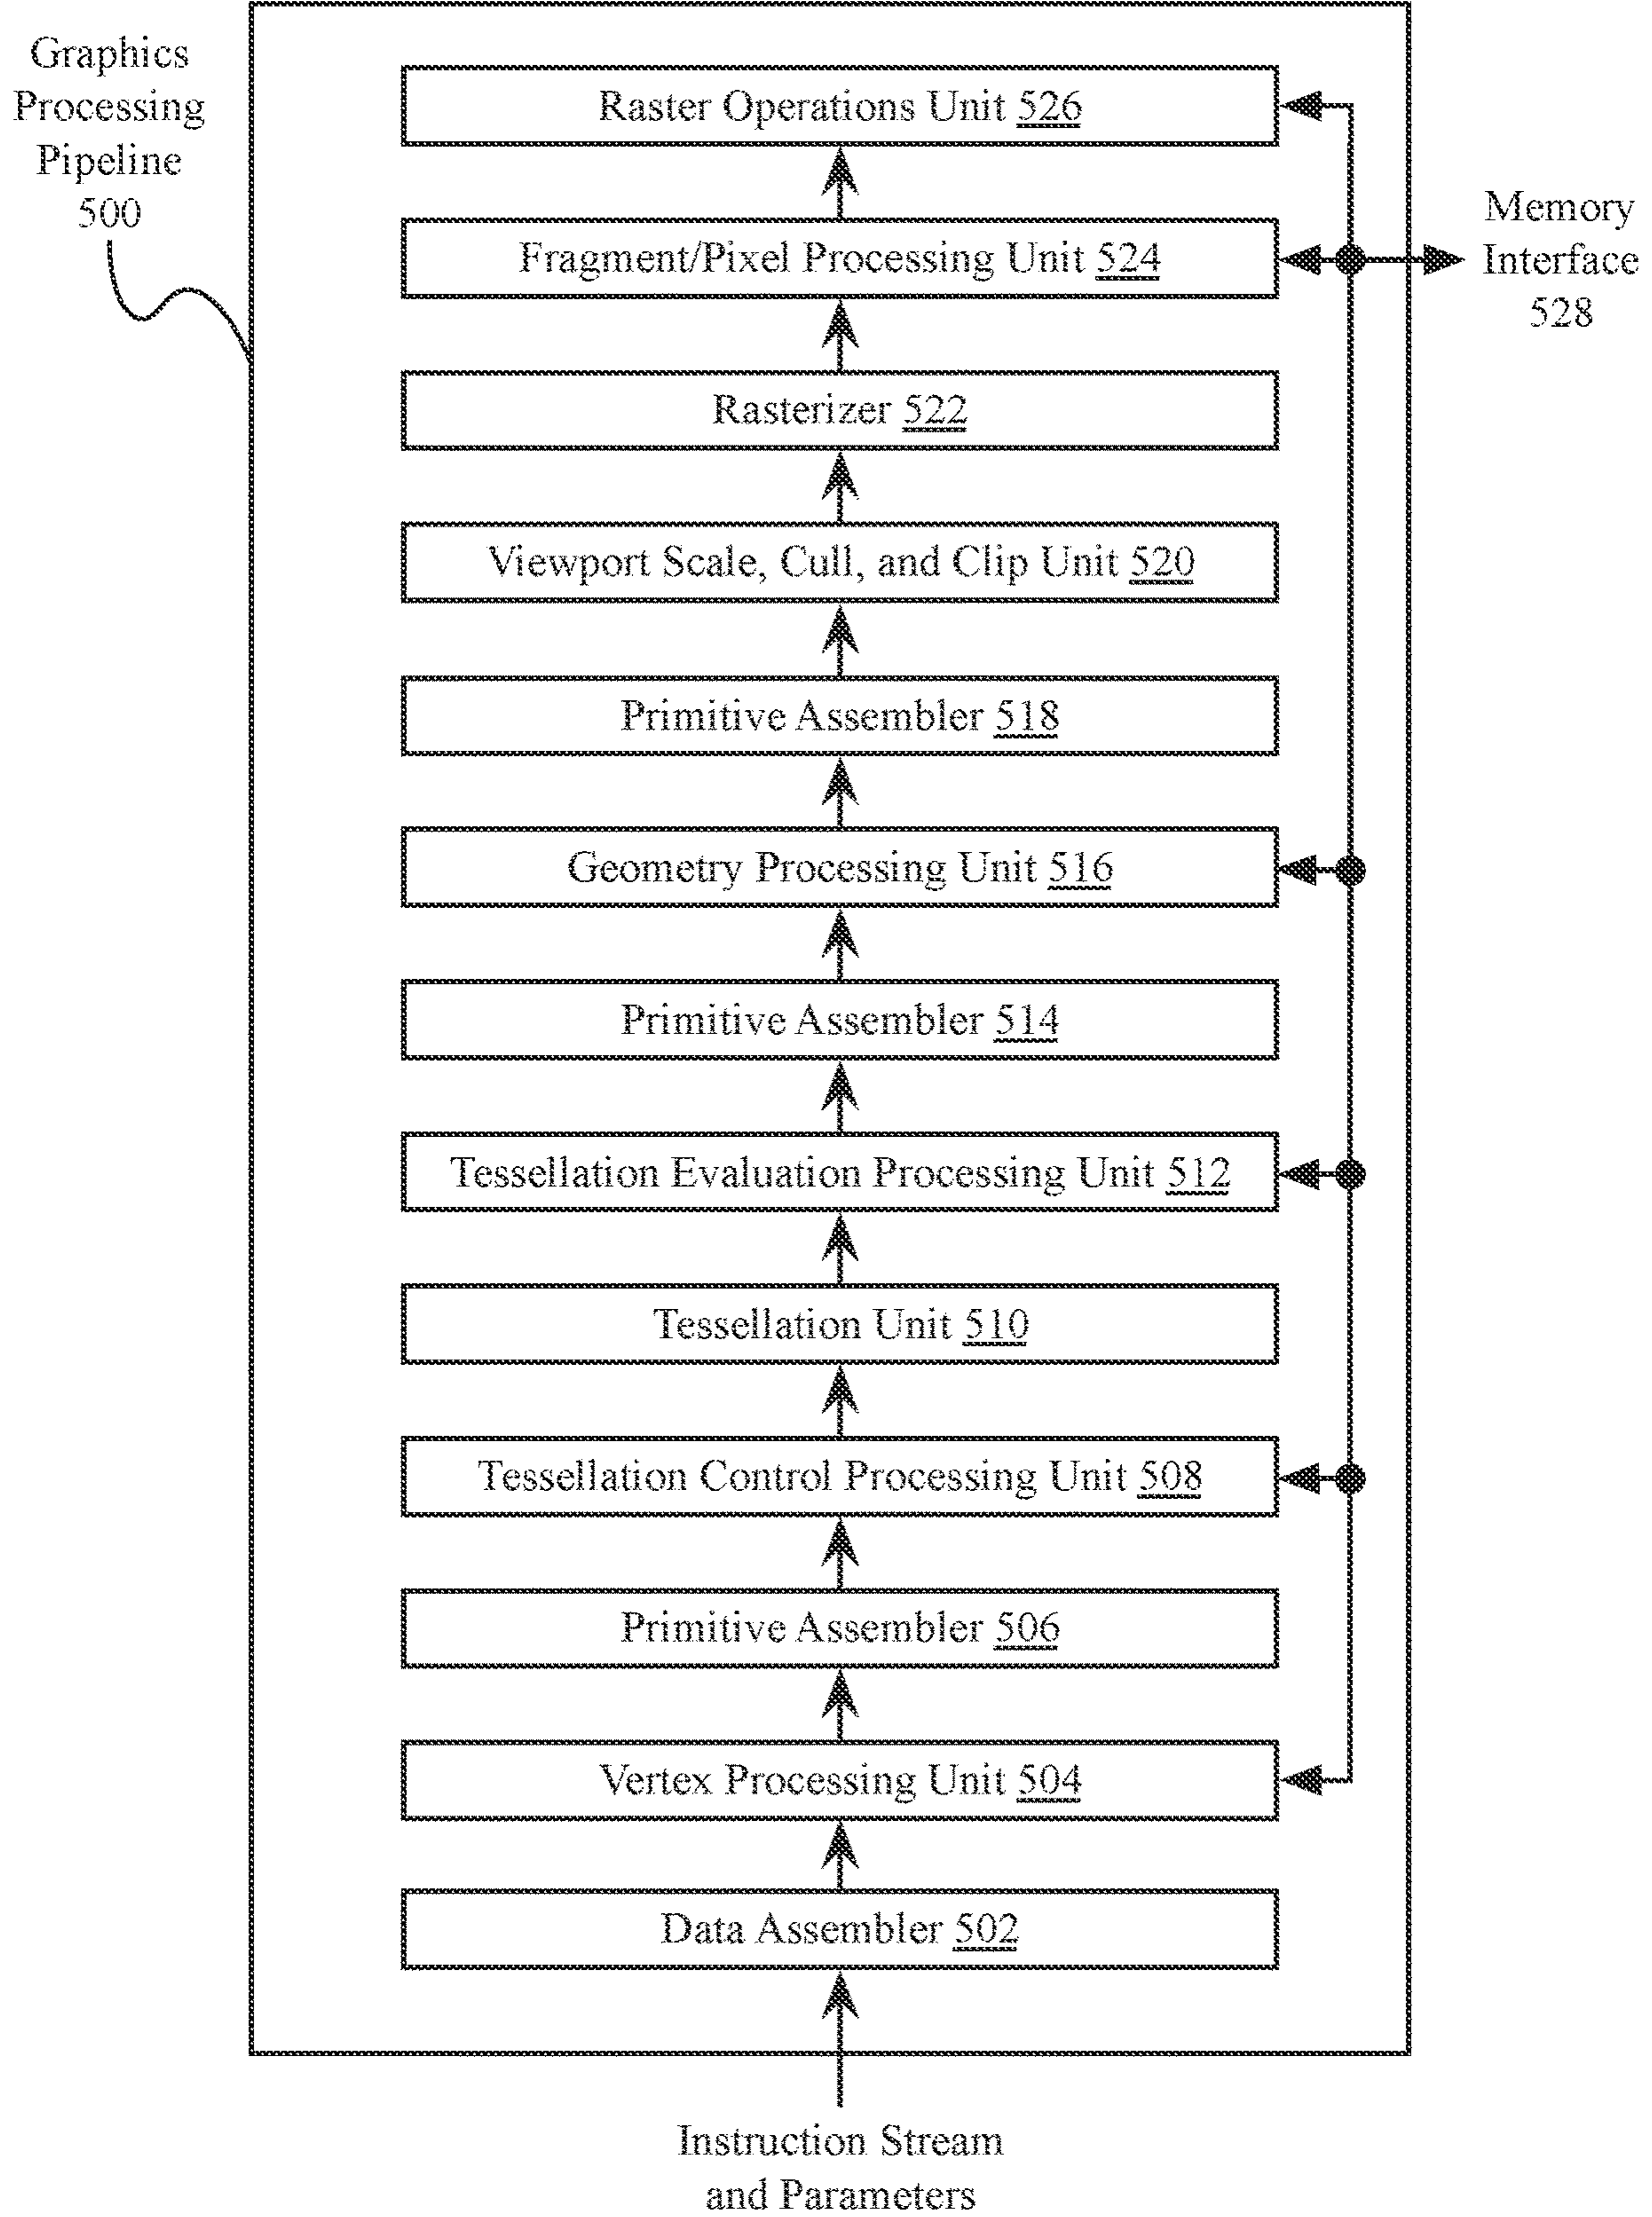 Graphics
Processing
Pipeline
500
Raster Operations Unit 526
Fragment/Pixel Processing Unit 524
Memory
Interface
528
Rasterizer 522
Viewport Scale, Cull, and Clip Unit 520
Primitive Assembler 518
Geometry Processing Unit 516
Primitive Assembler 514
Tessellation Evaluation Processing Unit 512
Tessellation Unit 510
Tessellation Control Processing Unit 508
Primitive Assembler 506
Vertex Processing Unit 504
Data Assembler 502
Instruction Stream
and Parameters